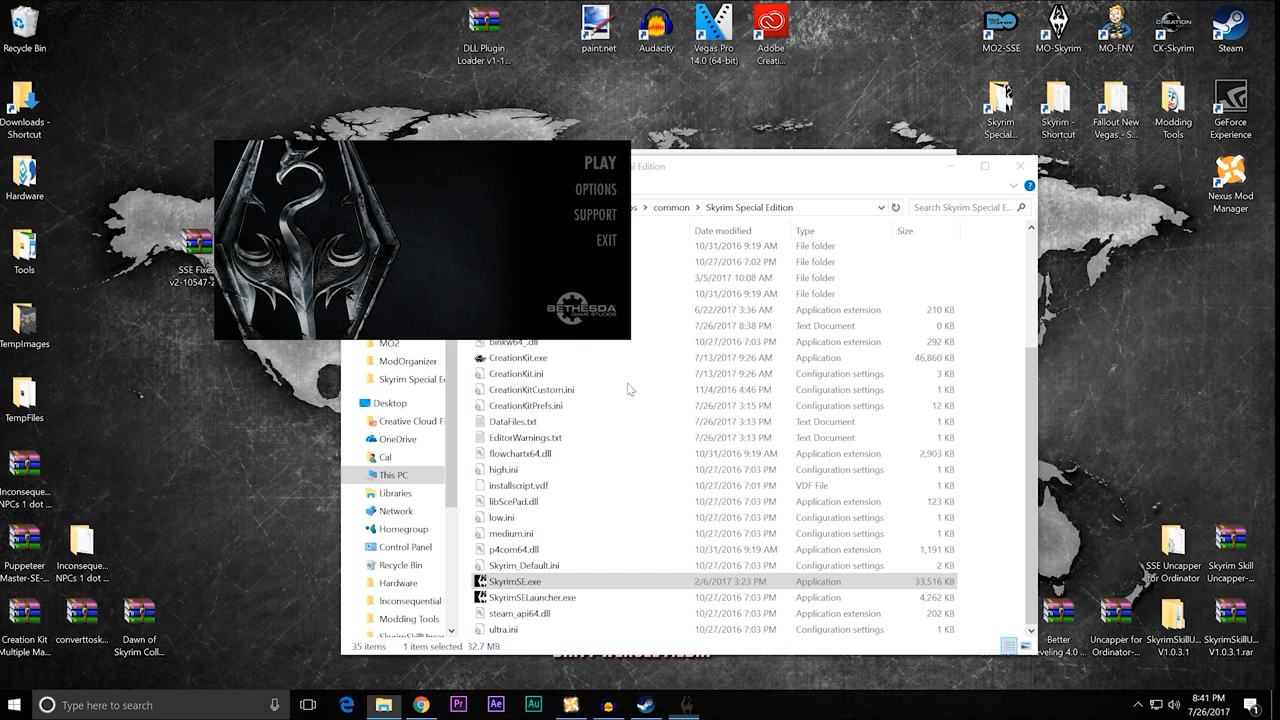 Recycle Bin
Downloads -
Shortcut
Hardware
Tools
TempImages
TempFiles
Inconseque...
NPCs 1 dot ...
Puppeteer
Master-SE-...
Inconseque...
NPCs 1 dot ...
Creation Kit
Multiple Ma...
converttosk...
Dawn of
Skyrim Coll...
DLL Plugin
Loader v1-1...
paint.net
Audacity
Vegas Pro
14.0 (64-bit)
Adobe
Creati...
MO2-SSE
MO-Skyrim
MO-FNV
CK-Skyrim
Steam
Skyrim
Special...
Skyrim -
Shortcut
Fallout New
Vegas - S...
Modding
Tools
GeForce
Experience
Nexus Mod
Manager
SSE Fixes
PLAY
OPTIONS
SUPPORT
EXIT
BETHESDA
GAME STUDIOS
al Edition
ps > common > Skyrim Special Edition
Search Skyrim Special E...
Date modified Type Size
10/31/2016 9:19 AM File folder
10/27/2016 7:02 PM File folder
3/5/2017 10:08 AM File folder
10/31/2016 9:19 AM File folder
6/22/2017 3:36 AM Application extension 210 KB
7/26/2017 8:38 PM Text Document 0 KB
binkw64_.dll 10/27/2016 7:03 PM Application extension 292 KB
CreationKit.exe 7/13/2017 9:26 AM Application 46,860 KB
CreationKit.ini 7/13/2017 9:26 AM Configuration settings 3 KB
CreationKitCustom.ini 11/4/2016 4:46 PM Configuration settings 1 KB
CreationKitPrefs.ini 7/26/2017 3:15 PM Configuration settings 12 KB
DataFiles.txt 7/26/2017 3:13 PM Text Document 1 KB
EditorWarnings.txt 7/26/2017 3:13 PM Text Document 1 KB
flowchartx64.dll 10/31/2016 9:19 AM Application extension 2,903 KB
high.ini 10/27/2016 7:03 PM Configuration settings 1 KB
installscript.vdf 10/27/2016 7:01 PM VDF File 1 KB
libScePad.dll 10/27/2016 7:03 PM Application extension 123 KB
low.ini 10/27/2016 7:03 PM Configuration settings 1 KB
medium.ini 10/27/2016 7:03 PM Configuration settings 1 KB
p4com64.dll 10/31/2016 9:19 AM Application extension 1,191 KB
Skyrim_Default.ini 10/27/2016 7:03 PM Configuration settings 2 KB
SkyrimSE.exe 2/6/2017 3:23 PM Application 33,516 KB
SkyrimSELauncher.exe 10/27/2016 7:03 PM Application 4,262 KB
steam_api64.dll 10/27/2016 7:03 PM Application extension 202 KB
ultra.ini 10/27/2016 7:03 PM Configuration settings 1 KB
MO2
ModOrganizer
Skyrim Special E
Desktop
Creative Cloud F
OneDrive
Cal
This PC
Libraries
Network
Homegroup
Control Panel
Recycle Bin
Hardware
Inconsequential
Modding Tools
35 items 1 item selected 32.7 MB
SSE Uncapper
for Ordinator
Skyrim Skill
Uncapper-...
Better
eveling 4.0 ...
Uncapper for
Ordinator-...
SkyrimSkillU...
V1.0.3.1
SkyrimSkillU...
V1.0.3.1.rar
Type here to search
Pr
Ae
Au
8:41 PM
7/26/2017
1